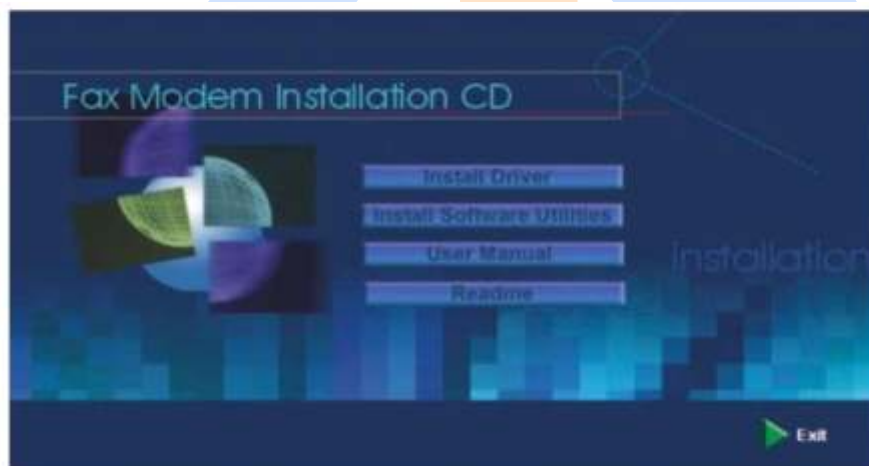 Fax Modem Installation CD
Install Driver
Install Software Utilities
User Manual
installation
Readme
Exit